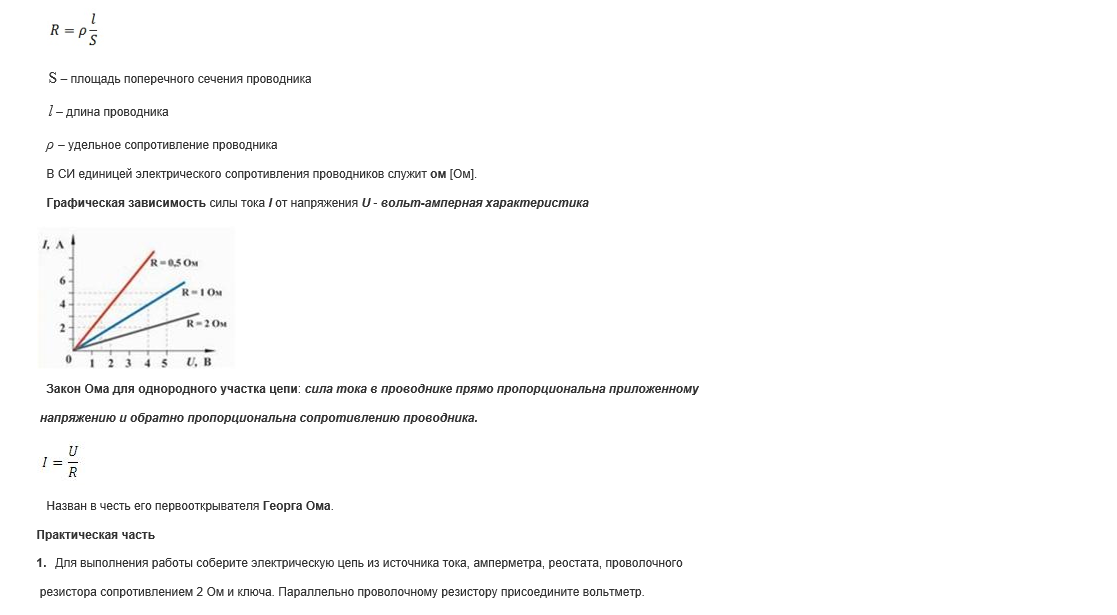 R = ρ l/S
S – площадь поперечного сечения проводника
l – длина проводника
ρ – удельное сопротивление проводника
В СИ единицей электрического сопротивления проводников служит ом [Ом].
Графическая зависимость силы тока I от напряжения U - вольт-амперная характеристика
I, А
R = 0,5 Ом
6
R = 1 Ом
4
2
R = 2 Ом
0 1 2 3 4 5 U, В
Закон Ома для однородного участка цепи: сила тока в проводнике прямо пропорциональна приложенному
напряжению и обратно пропорциональна сопротивлению проводника.
I = U/R
Назван в честь его первооткрывателя Георга Ома.
Практическая часть
1. Для выполнения работы соберите электрическую цепь из источника тока, амперметра, реостата, проволочного
резистора сопротивлением 2 Ом и ключа. Параллельно проволочному резистору присоедините вольтметр.